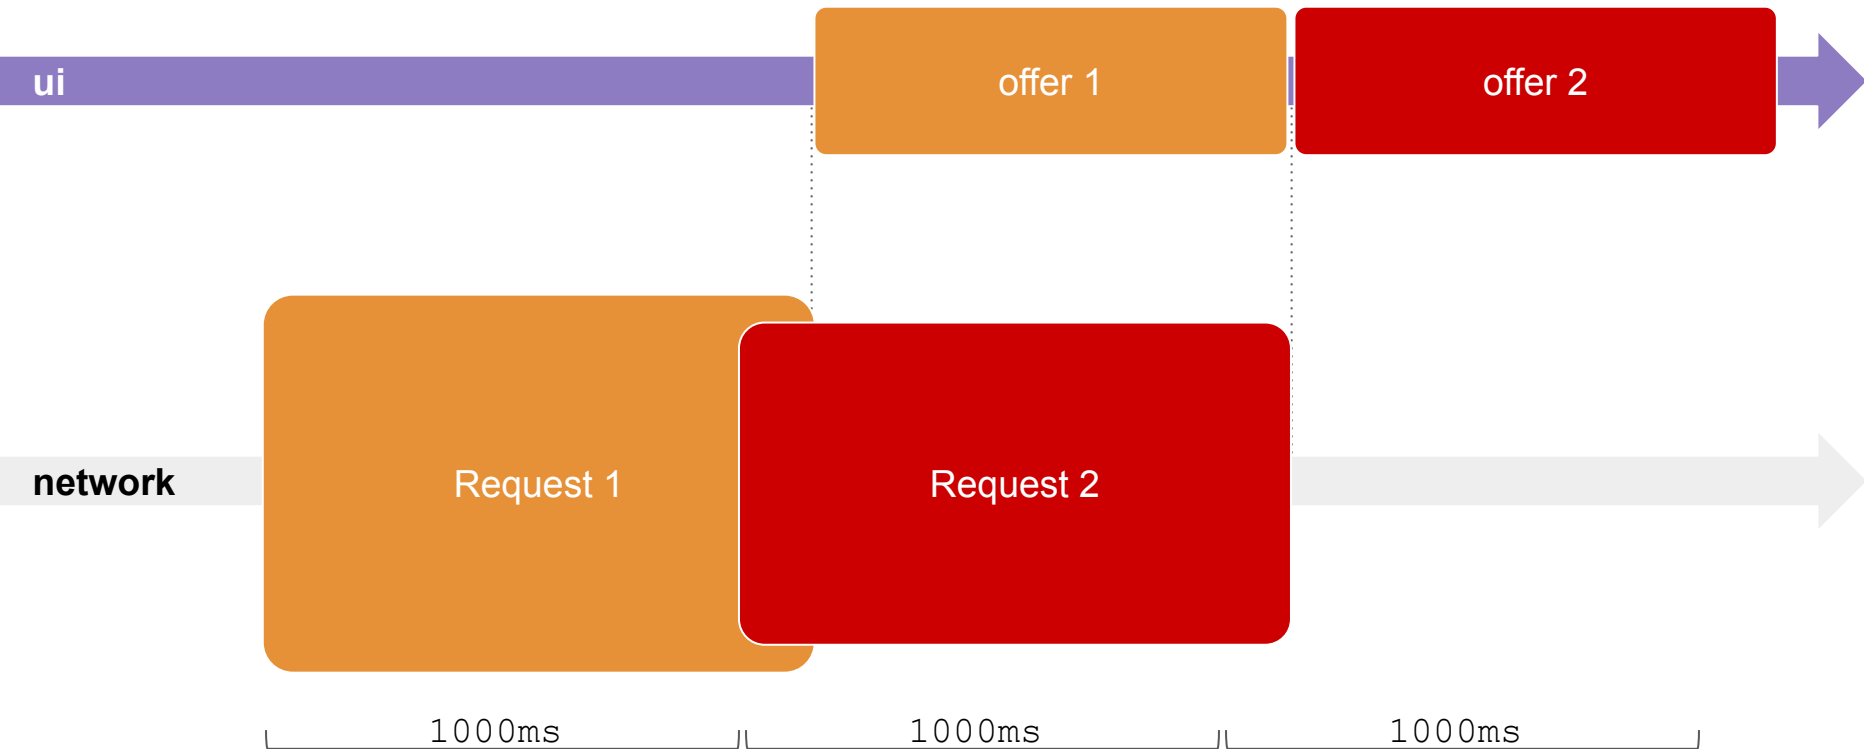 ui
offer 1
offer 2
network
Request 1
Request 2
1000ms
1000ms
1000ms